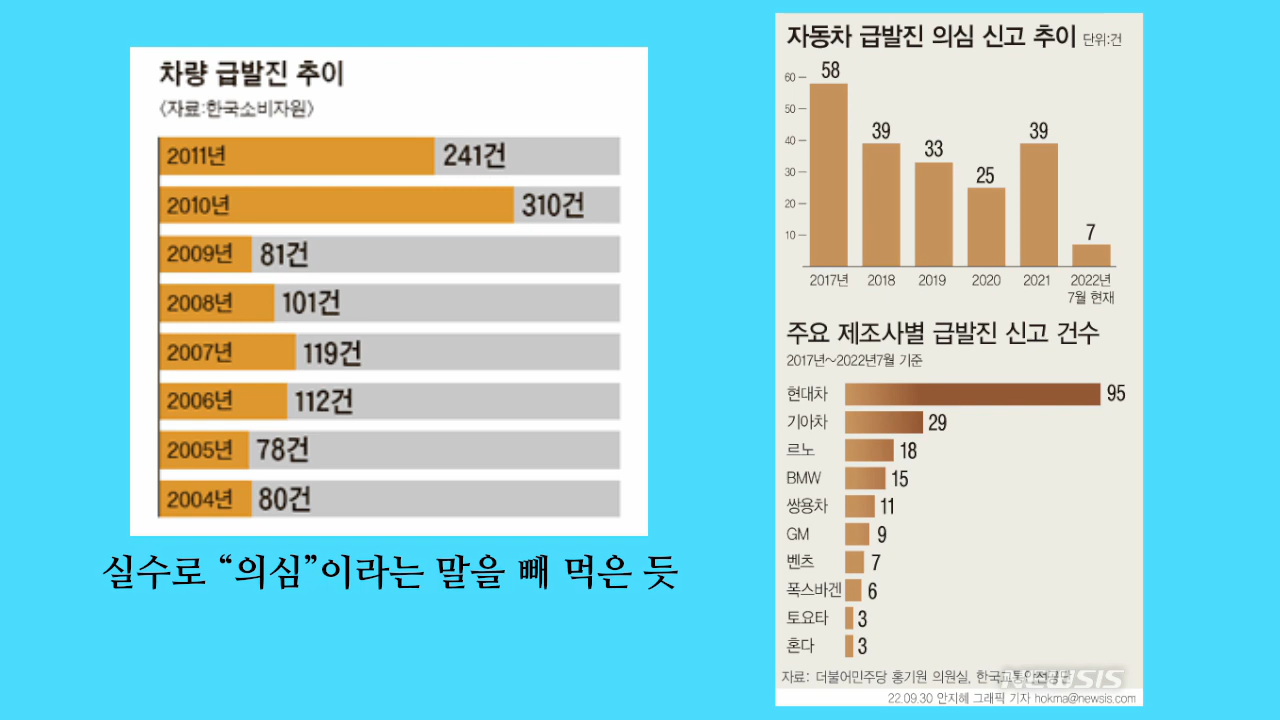 차량 급발진 추이
〈자료:한국소비자원〉
2011년 241건
2010년 310건
2009년 81건
2008년 101건
2007년 119건
2006년 112건
2005년 78건
2004년 80건
실수로 “의심”이라는 말을 빼 먹은 듯
자동차 급발진 의심 신고 추이 단위:건
60
50
40
30
20
10
58
39
33
25
39
7
2017년 2018 2019 2020 2021 2022년
7월 현재
주요 제조사별 급발진 신고 건수
2017년~2022년7월 기준
현대차 95
기아차 29
르노 18
BMW 15
쌍용차 11
GM 9
벤츠 7
폭스바겐 6
토요타 3
혼다 3
자료: 더불어민주당 홍기원 의원실, 한국교통안전공단
NEWSIS
22.09.30 안지혜 그래픽 기자 hokma@newsis.com